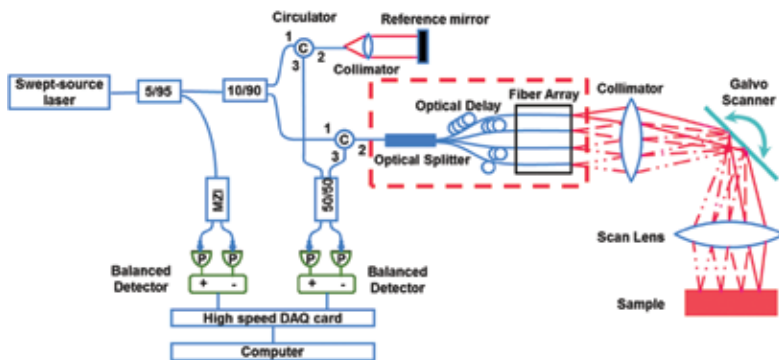 Circulator
Reference mirror
1
C
2
3
Collimator
Swept-source
laser
5/95
10/90
Optical Delay
Fiber Array
Collimator
Galvo
Scanner
1
C
2
3
Optical Splitter
MZI
50/50
Scan Lens
P
P
P
P
Balanced
Detector
+
-
+
-
Balanced
Detector
Sample
High speed DAQ card
Computer